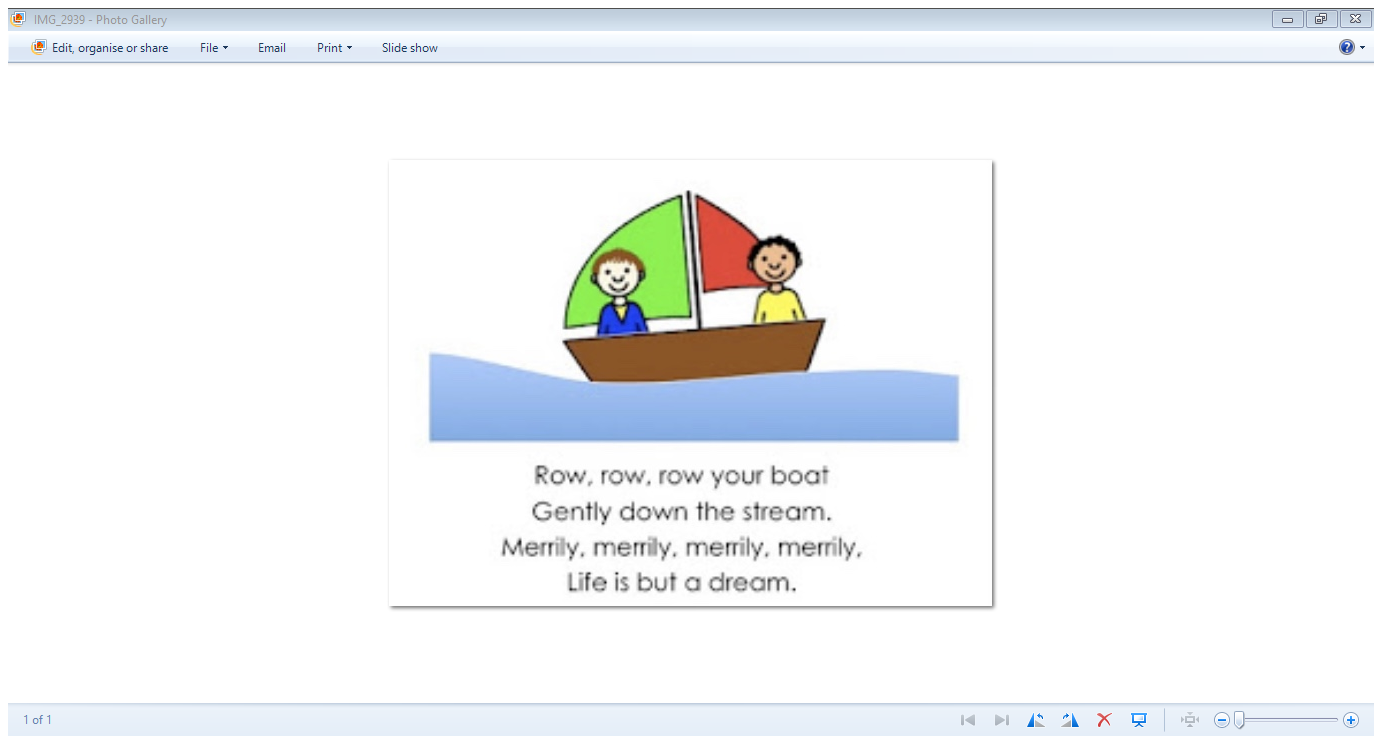 IMG_2939 - Photo Gallery
Edit, organise or share File Email Print Slide show
Row, row, row your boat
Gently down the stream.
Merrily, merrily, merrily, merrily,
Life is but a dream.
1 of 1